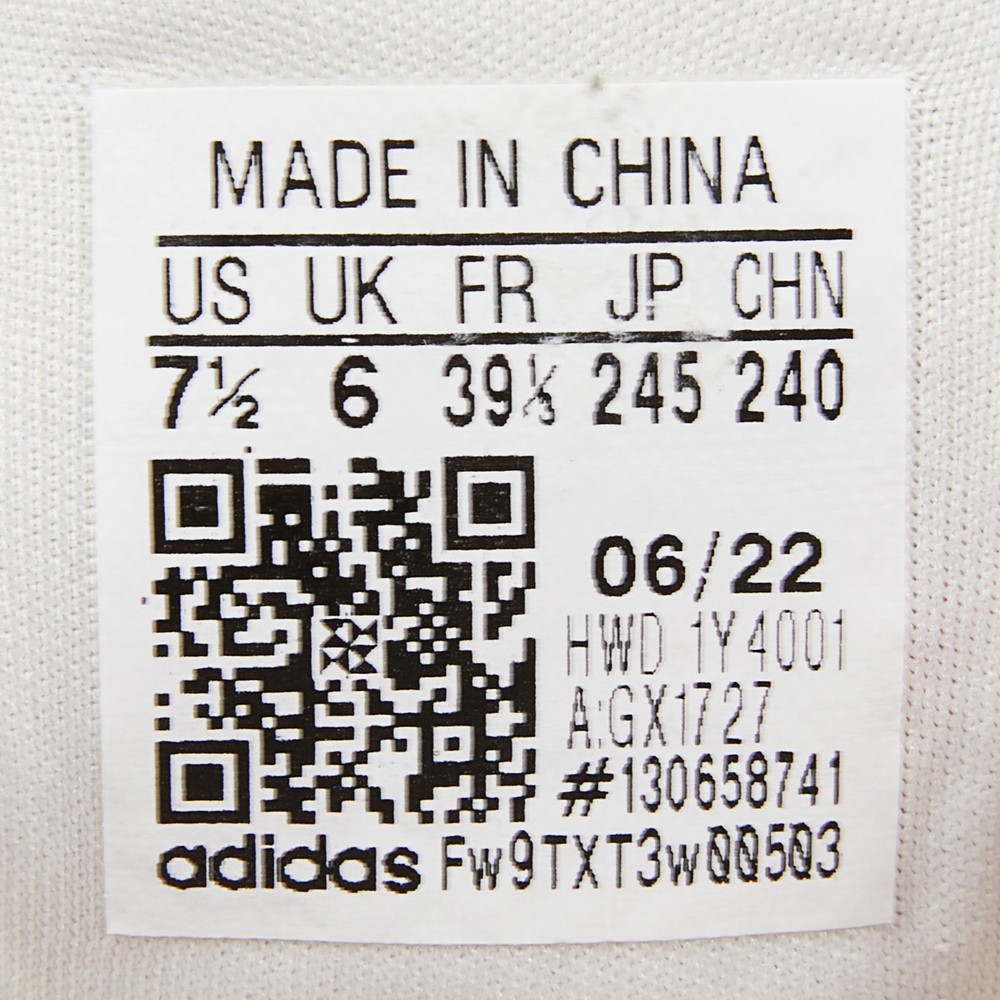 MADE IN CHINA
US UK FR JP CHN
7½ 6 39⅓ 245 240
06/22
HWD 1Y4001
A:GX1727
#130658741
adidas Fw9TXT3w00503